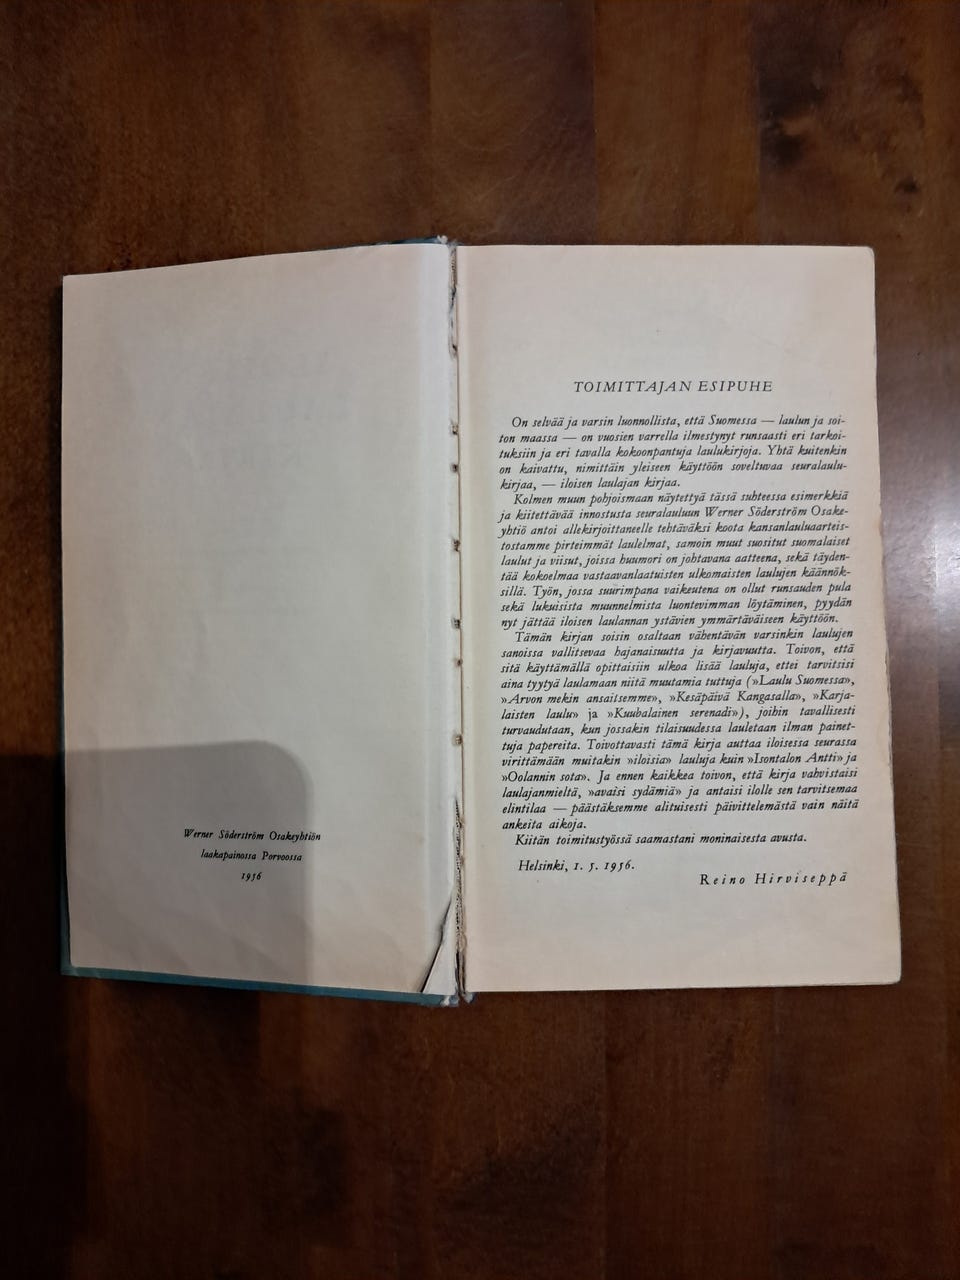 Werner Söderström Osakeyhtiön
laakapainossa Porvoossa
1956
TOIMITTAJAN ESIPUHE
On selvää ja varsin luonnollista, että Suomessa — laulun ja soi-
ton maassa — on vuosien varrella ilmestynyt runsaasti eri tarkoi-
tuksiin ja eri tavalla kokoonpantuja laulukirjoja. Yhtä kuitenkin
on kaivattu, nimittäin yleiseen käyttöön soveltuvaa seuralaulu-
kirjaa, — iloisen laulajan kirjaa.
Kolmen muun pohjoismaan näytettyä tässä suhteessa esimerkkiä
ja kiitettävää innostusta seuralauluun Werner Söderström Osake-
yhtiö antoi allekirjoittaneelle tehtäväksi koota kansanlauluaarteis-
tostamme pirteimmät laulelmat, samoin muut suositut suomalaiset
laulut ja viisut, joissa huumori on johtavana aatteena, sekä täyden-
tää kokoelmaa vastaavanlaatuisten ulkomaisten laulujen käännök-
sillä. Työn, jossa suurimpana vaikeutena on ollut runsauden pula
sekä lukuisista muunnelmista luontevimman löytäminen, pyydän
nyt jättää iloisen laulannan ystävien ymmärtäväiseen käyttöön.
Tämän kirjan soisin osaltaan vähentävän varsinkin laulujen
sanoissa vallitsevaa hajanaisuutta ja kirjavuutta. Toivon, että
sitä käyttämällä opittaisiin ulkoa lisää lauluja, ettei tarvitsisi
aina tyytyä laulamaan niitä muutamia tuttuja (»Laulu Suomessa»,
»Arvon mekin ansaitsemme», »Kesäpäivä Kangasalla», »Karja-
laisten laulu» ja »Kuubalainen serenadi»), joihin tavallisesti
turvaudutaan, kun jossakin tilaisuudessa lauletaan ilman painet-
tuja papereita. Toivottavasti tämä kirja auttaa iloisessa seurassa
virittämään muitakin »iloisia» lauluja kuin »Isontalon Antti» ja
»Oolannin sota». Ja ennen kaikkea toivon, että kirja vahvistaisi
laulajanmieltä, »avaisi sydämiä» ja antaisi ilolle sen tarvitsemaa
elintilaa — päästäksemme alituisesti päivittelemästä vain näitä
ankeita aikoja.
Kiitän toimitustyössä saamastani moninaisesta avusta.
Helsinki, 1. 5. 1956.
Reino Hirviseppä